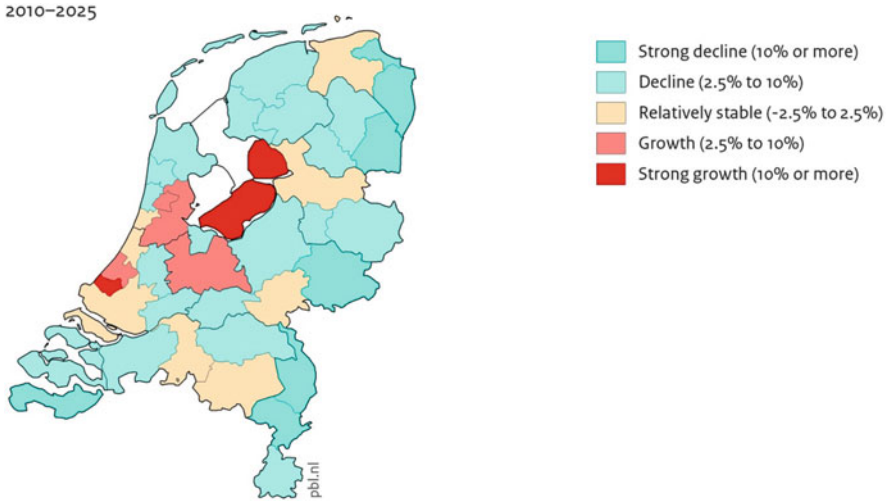 2010–2025
Strong decline (10% or more)
Decline (2.5% to 10%)
Relatively stable (-2.5% to 2.5%)
Growth (2.5% to 10%)
Strong growth (10% or more)
pbl.nl